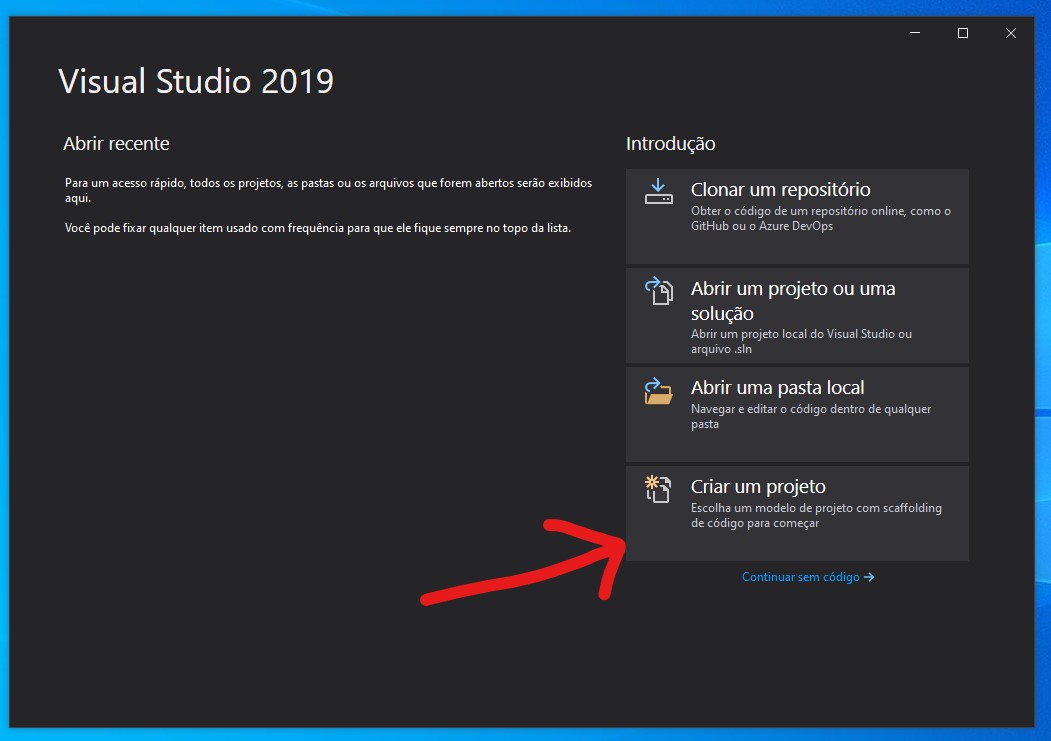 Visual Studio 2019
Abrir recente
Para um acesso rápido, todos os projetos, as pastas ou os arquivos que forem abertos serão exibidos
aqui.
Você pode fixar qualquer item usado com frequência para que ele fique sempre no topo da lista.
Introdução
Clonar um repositório
Obter o código de um repositório online, como o
GitHub ou o Azure DevOps
Abrir um projeto ou uma
solução
Abrir um projeto local do Visual Studio ou
arquivo .sln
Abrir uma pasta local
Navegar e editar o código dentro de qualquer
pasta
Criar um projeto
Escolha um modelo de projeto com scaffolding
de código para começar
Continuar sem código →